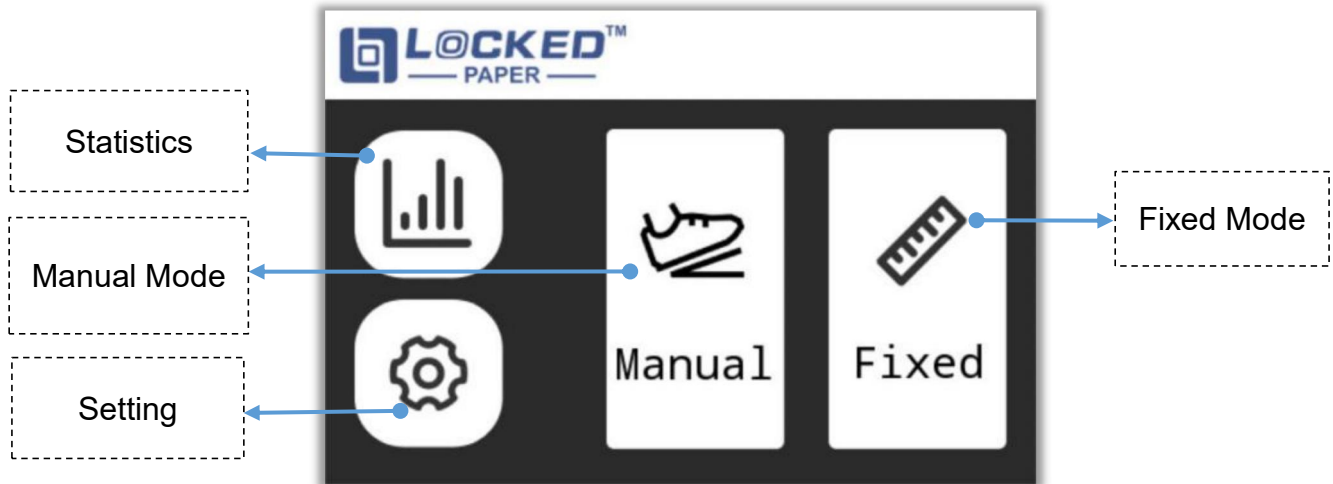 LOCKED™
PAPER
Statistics
Manual Mode
Setting
Manual
Fixed
Fixed Mode